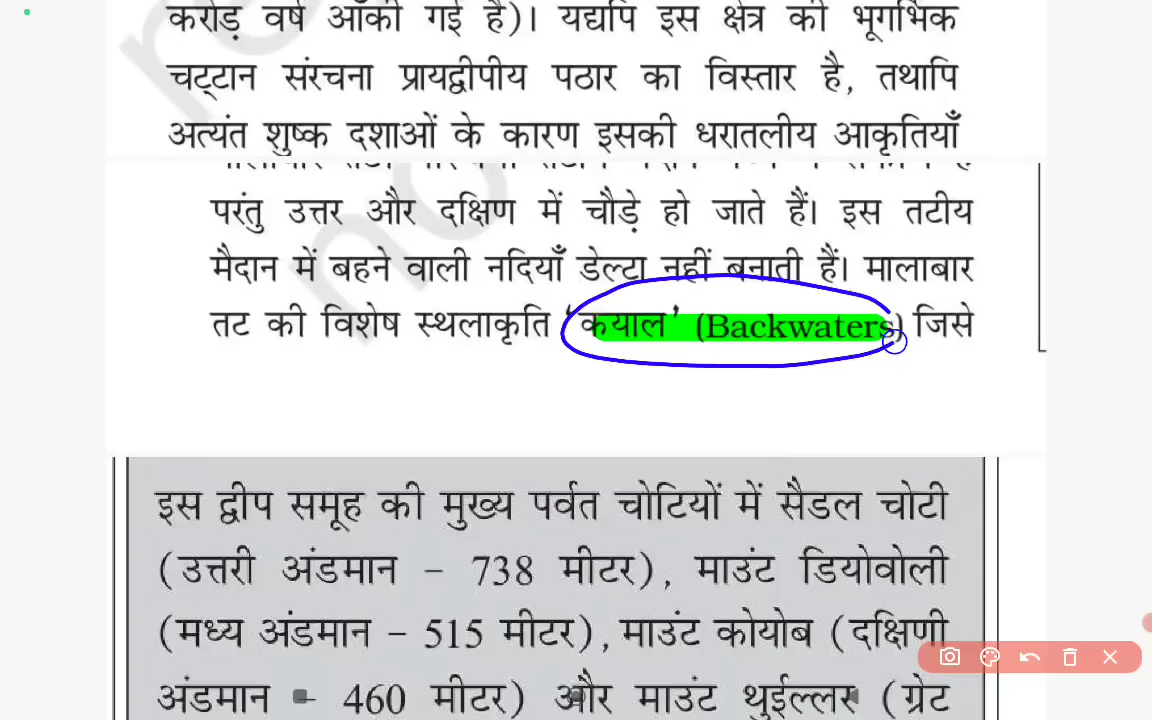 करोड़ वर्ष आँकी गई है)। यद्यपि इस क्षेत्र की भूगर्भिक
चट्टान संरचना प्रायद्वीपीय पठार का विस्तार है, तथापि
अत्यंत शुष्क दशाओं के कारण इसकी धरातलीय आकृतियाँ
परंतु उत्तर और दक्षिण में चौड़े हो जाते हैं। इस तटीय
मैदान में बहने वाली नदियाँ डेल्टा नहीं बनाती हैं। मालाबार
तट की विशेष स्थलाकृति ‘कयाल’ (Backwaters) जिसे
इस द्वीप समूह की मुख्य पर्वत चोटियों में सैडल चोटी
(उत्तरी अंडमान – 738 मीटर), माउंट डियोवोली
(मध्य अंडमान – 515 मीटर), माउंट कोयोब (दक्षिणी
अंडमान – 460 मीटर) और माउंट थुईल्लर (ग्रेट